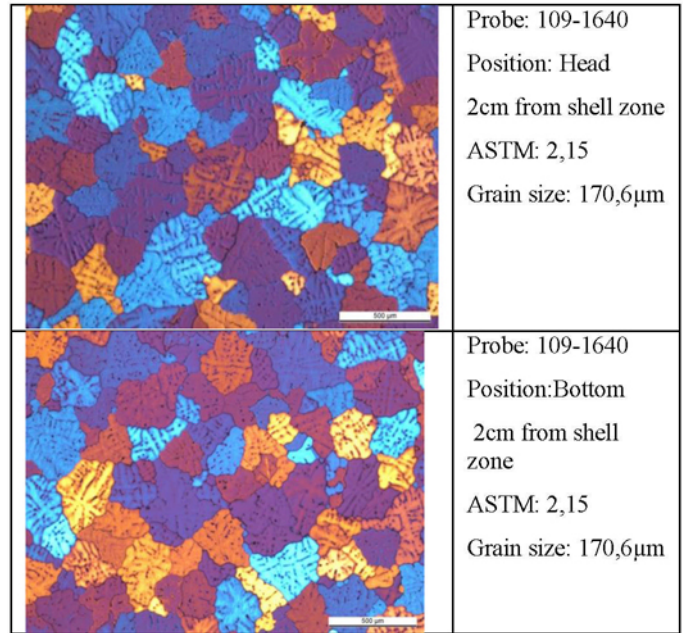 Probe: 109-1640
Position: Head
2cm from shell zone
ASTM: 2,15
Grain size: 170,6µm
500 µm
Probe: 109-1640
Position:Bottom
2cm from shell
zone
ASTM: 2,15
Grain size: 170,6µm
500 µm